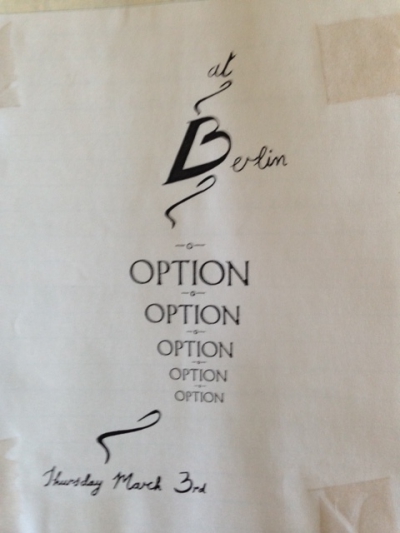 at
Berlin
OPTION
OPTION
OPTION
OPTION
OPTION
Thursday March 3rd